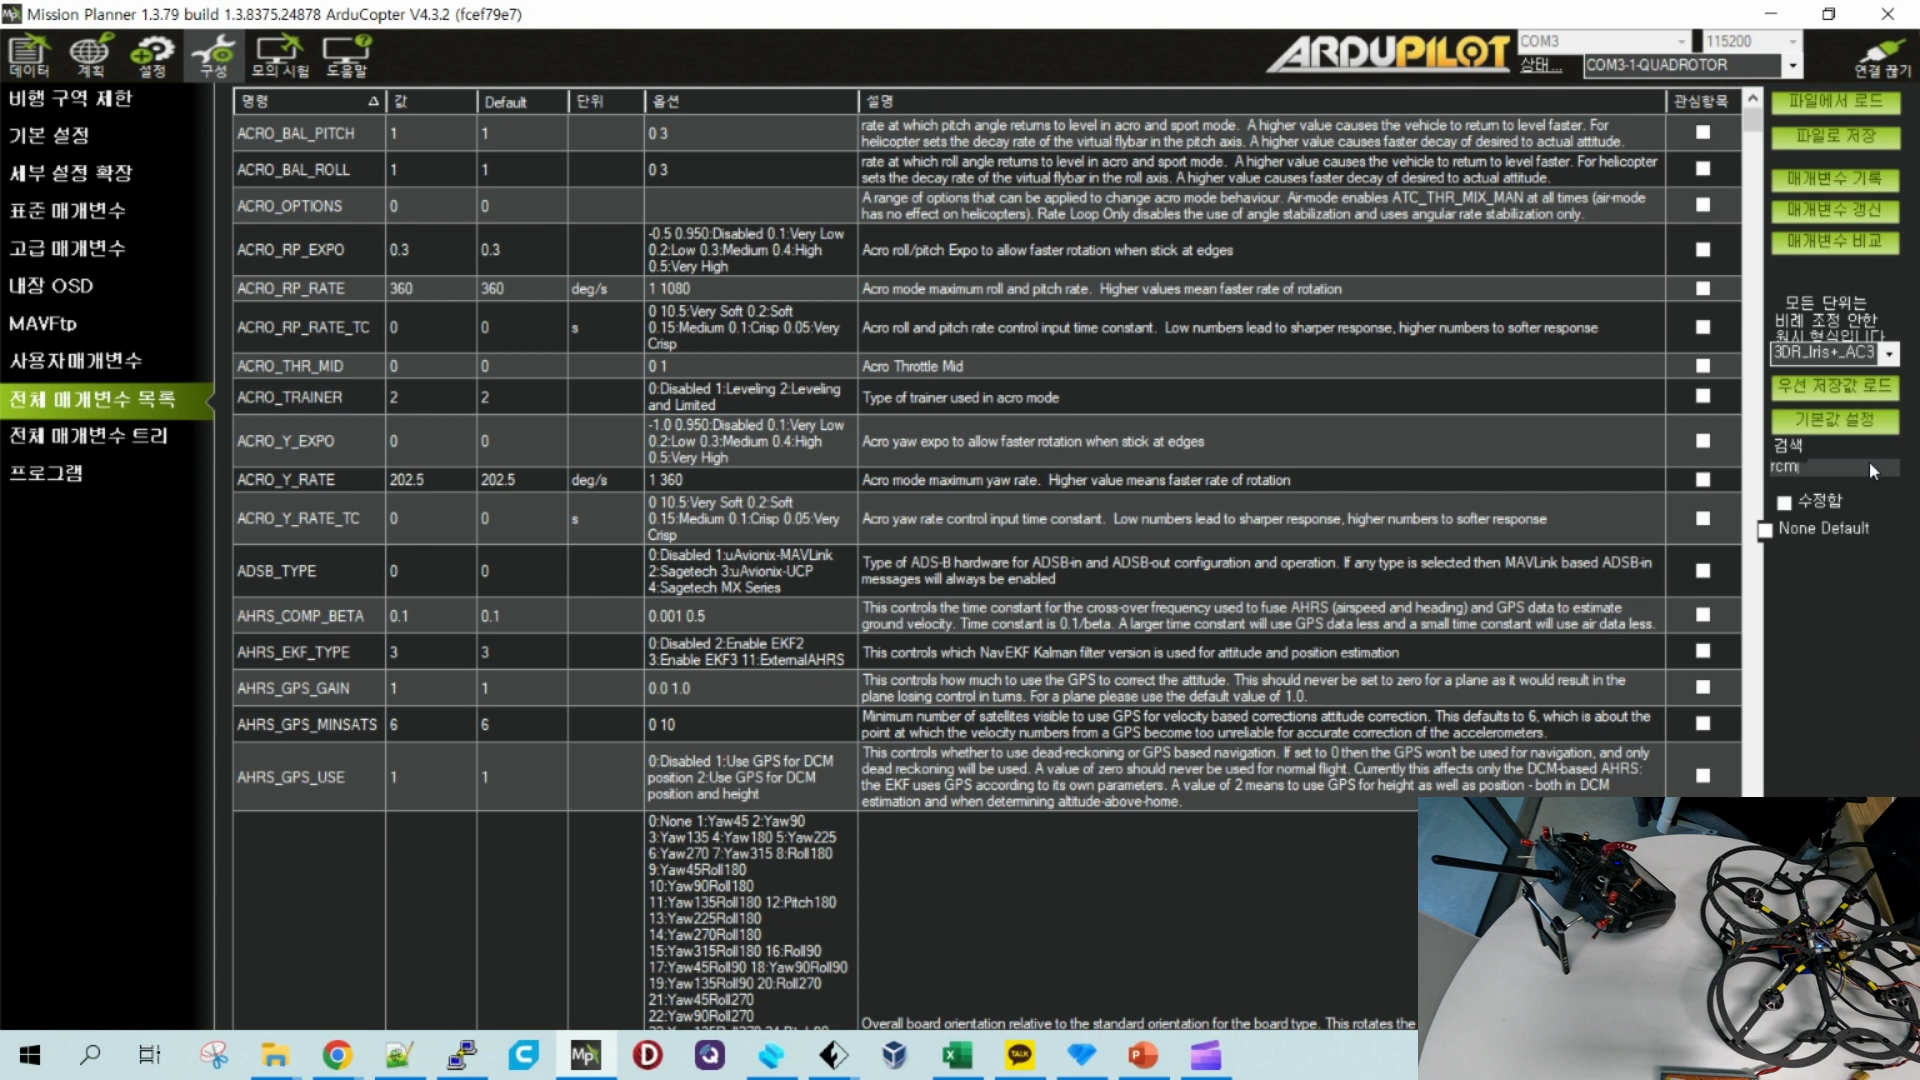 Mission Planner 1.3.79 build 1.3.8375.24878 ArduCopter V4.3.2 (fcef79e7)
데이터 계획 설정 구성 모의 시험 도움말
ARDUPILOT
COM3 115200
상태... COM3-1-QUADROTOR
연결 끊기
비행 구역 제한
기본 설정
세부 설정 확장
표준 매개변수
고급 매개변수
내장 OSD
MAVFtp
사용자매개변수
전체 매개변수 목록
전체 매개변수 트리
프로그램
명령 값 Default 단위 옵션 설명 관심항목
ACRO_BAL_PITCH 1 1 0 3 rate at which pitch angle returns to level in acro and sport mode. A higher value causes the vehicle to return to level faster. For
helicopter sets the decay rate of the virtual flybar in the pitch axis. A higher value causes faster decay of desired to actual attitude.
ACRO_BAL_ROLL 1 1 0 3 rate at which roll angle returns to level in acro and sport mode. A higher value causes the vehicle to return to level faster. For helicopter
sets the decay rate of the virtual flybar in the roll axis. A higher value causes faster decay of desired to actual attitude.
ACRO_OPTIONS 0 0 A range of options that can be applied to change acro mode behaviour. Air-mode enables ATC_THR_MIX_MAN at all times (air-mode
has no effect on helicopters). Rate Loop Only disables the use of angle stabilization and uses angular rate stabilization only.
ACRO_RP_EXPO 0.3 0.3 -0.5 0.950:Disabled 0.1:Very Low
0.2:Low 0.3:Medium 0.4:High
0.5:Very High
Acro roll/pitch Expo to allow faster rotation when stick at edges
ACRO_RP_RATE 360 360 deg/s 1 1080 Acro mode maximum roll and pitch rate. Higher values mean faster rate of rotation
ACRO_RP_RATE_TC 0 0 s 0 10.5:Very Soft 0.2:Soft
0.15:Medium 0.1:Crisp 0.05:Very
Crisp
Acro roll and pitch rate control input time constant. Low numbers lead to sharper response, higher numbers to softer response
ACRO_THR_MID 0 0 0 1 Acro Throttle Mid
ACRO_TRAINER 2 2 0:Disabled 1:Leveling 2:Leveling
and Limited
Type of trainer used in acro mode
ACRO_Y_EXPO 0 0 -1.0 0.950:Disabled 0.1:Very Low
0.2:Low 0.3:Medium 0.4:High
0.5:Very High
Acro yaw expo to allow faster rotation when stick at edges
ACRO_Y_RATE 202.5 202.5 deg/s 1 360 Acro mode maximum yaw rate. Higher value means faster rate of rotation
ACRO_Y_RATE_TC 0 0 s 0 10.5:Very Soft 0.2:Soft
0.15:Medium 0.1:Crisp 0.05:Very
Crisp
Acro yaw rate control input time constant. Low numbers lead to sharper response, higher numbers to softer response
ADSB_TYPE 0 0 0:Disabled 1:uAvionix-MAVLink
2:Sagetech 3:uAvionix-UCP
4:Sagetech MX Series
Type of ADS-B hardware for ADSB-in and ADSB-out configuration and operation. If any type is selected then MAVLink based ADSB-in
messages will always be enabled
AHRS_COMP_BETA 0.1 0.1 0.001 0.5 This controls the time constant for the cross-over frequency used to fuse AHRS (airspeed and heading) and GPS data to estimate
ground velocity. Time constant is 0.1/beta. A larger time constant will use GPS data less and a small time constant will use air data less.
AHRS_EKF_TYPE 3 3 0:Disabled 2:Enable EKF2
3:Enable EKF3 11:ExternalAHRS
This controls which NavEKF Kalman filter version is used for attitude and position estimation
AHRS_GPS_GAIN 1 1 0.0 1.0 This controls how much to use the GPS to correct the attitude. This should never be set to zero for a plane as it would result in the
plane losing control in turns. For a plane please use the default value of 1.0.
AHRS_GPS_MINSATS 6 6 0 10 Minimum number of satellites visible to use GPS for velocity based corrections attitude correction. This defaults to 6, which is about the
point at which the velocity numbers from a GPS become too unreliable for accurate correction of the accelerometers.
AHRS_GPS_USE 1 1 0:Disabled 1:Use GPS for DCM
position 2:Use GPS for DCM
position and height
This controls whether to use dead-reckoning or GPS based navigation. If set to 0 then the GPS won't be used for navigation, and only
dead reckoning will be used. A value of zero should never be used for normal flight. Currently this affects only the DCM-based AHRS:
the EKF uses GPS according to its own parameters. A value of 2 means to use GPS for height as well as position - both in DCM
estimation and when determining altitude-above-home.
0:None 1:Yaw45 2:Yaw90
3:Yaw135 4:Yaw180 5:Yaw225
6:Yaw270 7:Yaw315 8:Roll180
9:Yaw45Roll180
10:Yaw90Roll180
11:Yaw135Roll180 12:Pitch180
13:Yaw225Roll180
14:Yaw270Roll180
15:Yaw315Roll180 16:Roll90
17:Yaw45Roll90 18:Yaw90Roll90
19:Yaw135Roll90 20:Roll270
21:Yaw45Roll270
22:Yaw90Roll270
Overall board orientation relative to the standard orientation for the board type. This rotates the
파일에서 로드
파일로 저장
매개변수 기록
매개변수 갱신
매개변수 비교
모든 단위는
비례 조정 안한
원시 형식입니다
3DR_Iris+_AC3
우선 저장값 로드
기본값 설정
검색
rcm
수정함
None Default
Mp TALK